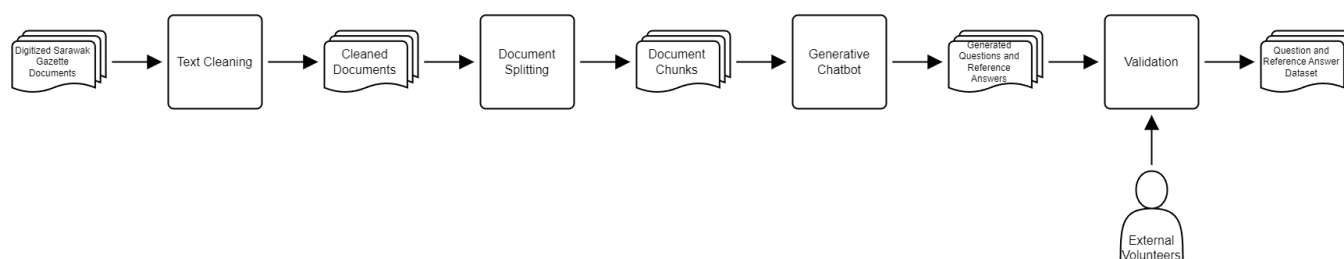 Digitized Sarawak
Gazette
Documents
Text Cleaning
Cleaned
Documents
Document
Splitting
Document
Chunks
Generative
Chatbot
Generated
Questions and
Reference
Answers
Validation
Question and
Reference Answer
Dataset
External
Volunteers